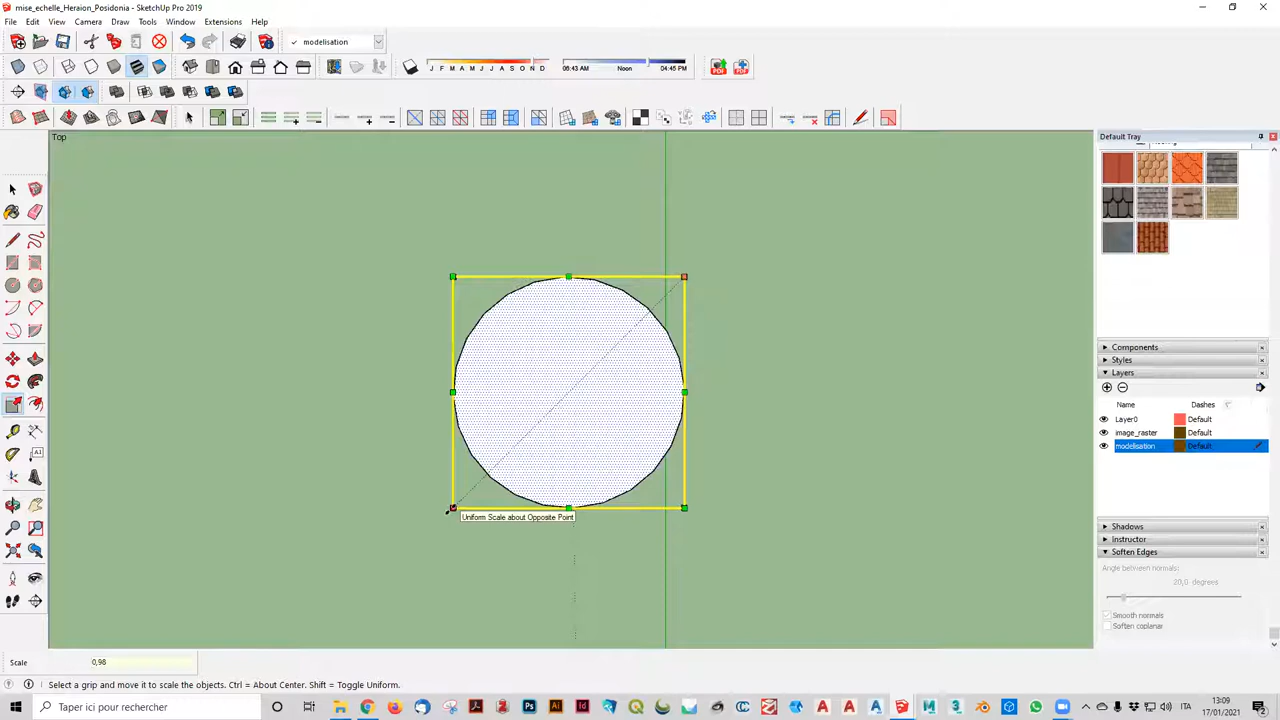 mise_echelle_Heraion_Posidonia - SketchUp Pro 2019
File Edit View Camera Draw Tools Window Extensions Help
modelisation
J F M A M J J A S O N D
06:43 AM Noon 04:45 PM
Top
Default Tray
Components
Styles
Layers
Name Dashes
Layer0 Default
image_raster Default
modelisation Default
Uniform Scale about Opposite Point
Shadows
Instructor
Soften Edges
Angle between normals:
20,0 degrees
Smooth normals
Soften coplanar
Scale 0,98
Select a grip and move it to scale the objects. Ctrl = About Center. Shift = Toggle Uniform.
Taper ici pour rechercher
ITA
13:09
17/01/2021